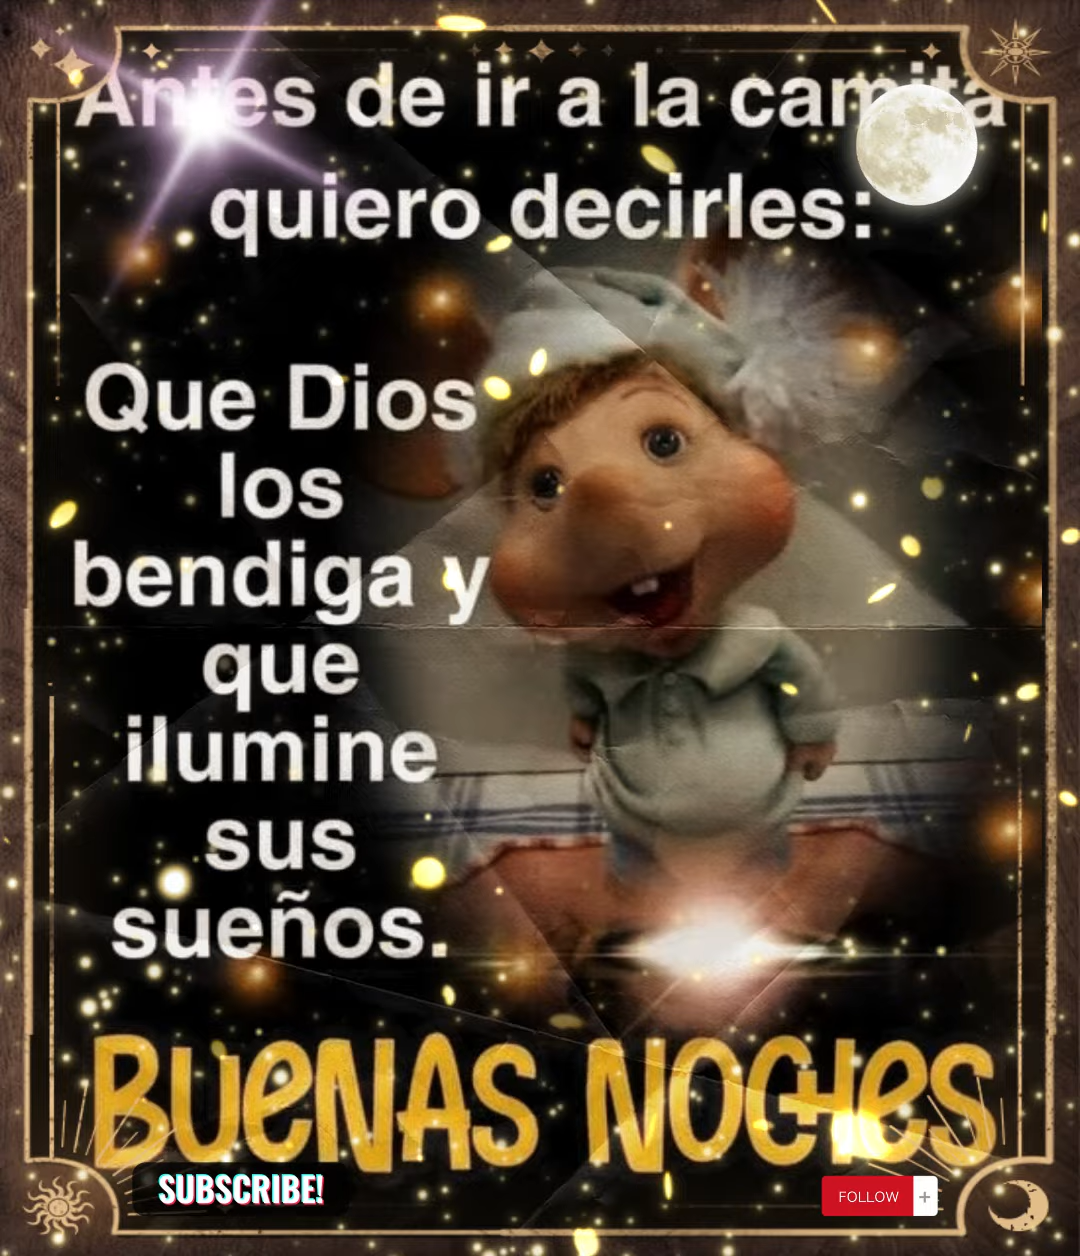 Antes de ir a la camita
quiero decirles:
Que Dios
los
bendiga y
que
ilumine
sus
sueños.
BUeNAS NOCHeS
SUBSCRIBE!
FOLLOW +